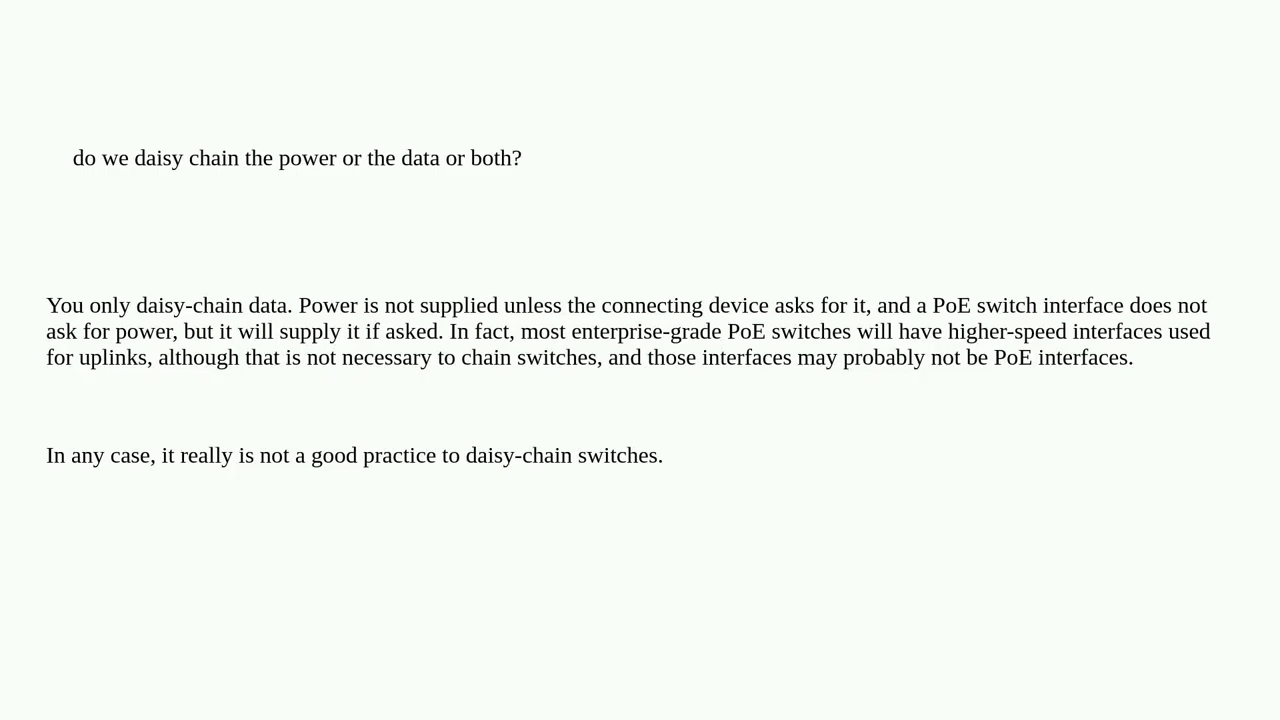 do we daisy chain the power or the data or both?
You only daisy-chain data. Power is not supplied unless the connecting device asks for it, and a PoE switch interface does not
ask for power, but it will supply it if asked. In fact, most enterprise-grade PoE switches will have higher-speed interfaces used
for uplinks, although that is not necessary to chain switches, and those interfaces may probably not be PoE interfaces.
In any case, it really is not a good practice to daisy-chain switches.